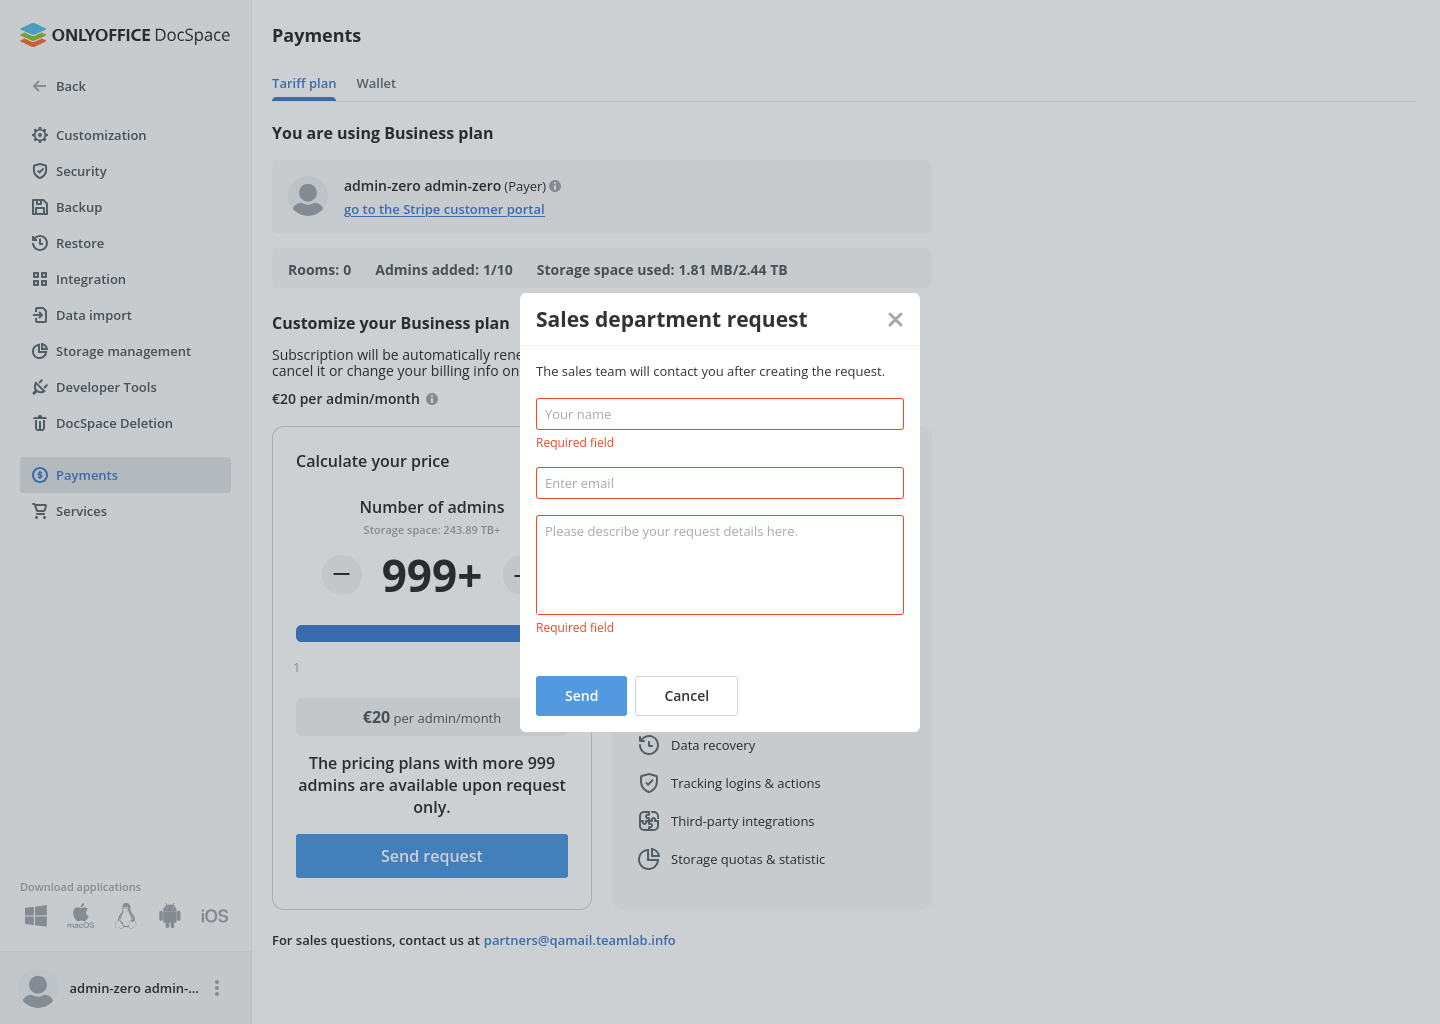 ONLYOFFICE DocSpace
Back
Customization
Security
Backup
Restore
Integration
Data import
Storage management
Developer Tools
DocSpace Deletion
Payments
Services
Download applications
macOS
iOS
admin-zero admin-...
Payments
Tariff plan
Wallet
You are using Business plan
admin-zero admin-zero (Payer)
go to the Stripe customer portal
Rooms: 0 Admins added: 1/10 Storage space used: 1.81 MB/2.44 TB
Customize your Business plan
Subscription will be automatically
cancel it or change your billing info on
€20 per admin/month
Calculate your price
Number of admins
Storage space: 243.89 TB+
999+
1
€20 per admin/month
The pricing plans with more 999
admins are available upon request
only.
Send request
Data recovery
Tracking logins & actions
Third-party integrations
Storage quotas & statistic
For sales questions, contact us at partners@qamail.teamlab.info
Sales department request
The sales team will contact you after creating the request.
Your name
Required field
Enter email
Please describe your request details here.
Required field
Send
Cancel